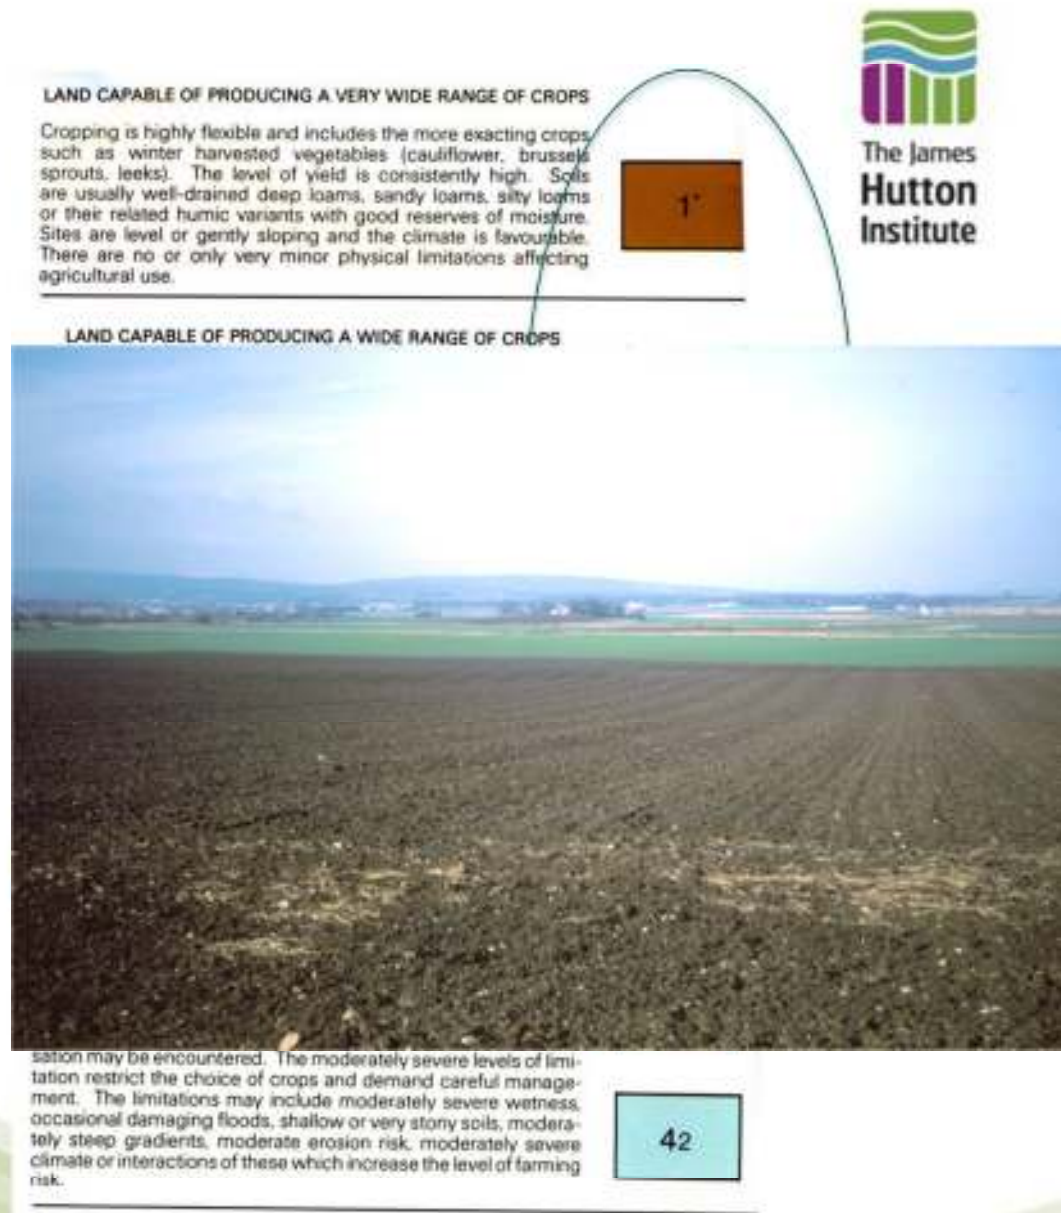 LAND CAPABLE OF PRODUCING A VERY WIDE RANGE OF CROPS
Cropping is highly flexible and includes the more exacting crops
such as winter harvested vegetables (cauliflower, brussels
sprouts, leeks). The level of yield is consistently high. Soils
are usually well-drained deep loams, sandy loams, silty loams
or their related humic variants with good reserves of moisture.
Sites are level or gently sloping and the climate is favourable.
There are no or only very minor physical limitations affecting
agricultural use.
1*
The James
Hutton
Institute
LAND CAPABLE OF PRODUCING A WIDE RANGE OF CROPS
sation may be encountered. The moderately severe levels of limi-
tation restrict the choice of crops and demand careful manage-
ment. The limitations may include moderately severe wetness,
occasional damaging floods, shallow or very stony soils, modera-
tely steep gradients, moderate erosion risk, moderately severe
climate or interactions of these which increase the level of farming
risk.
42